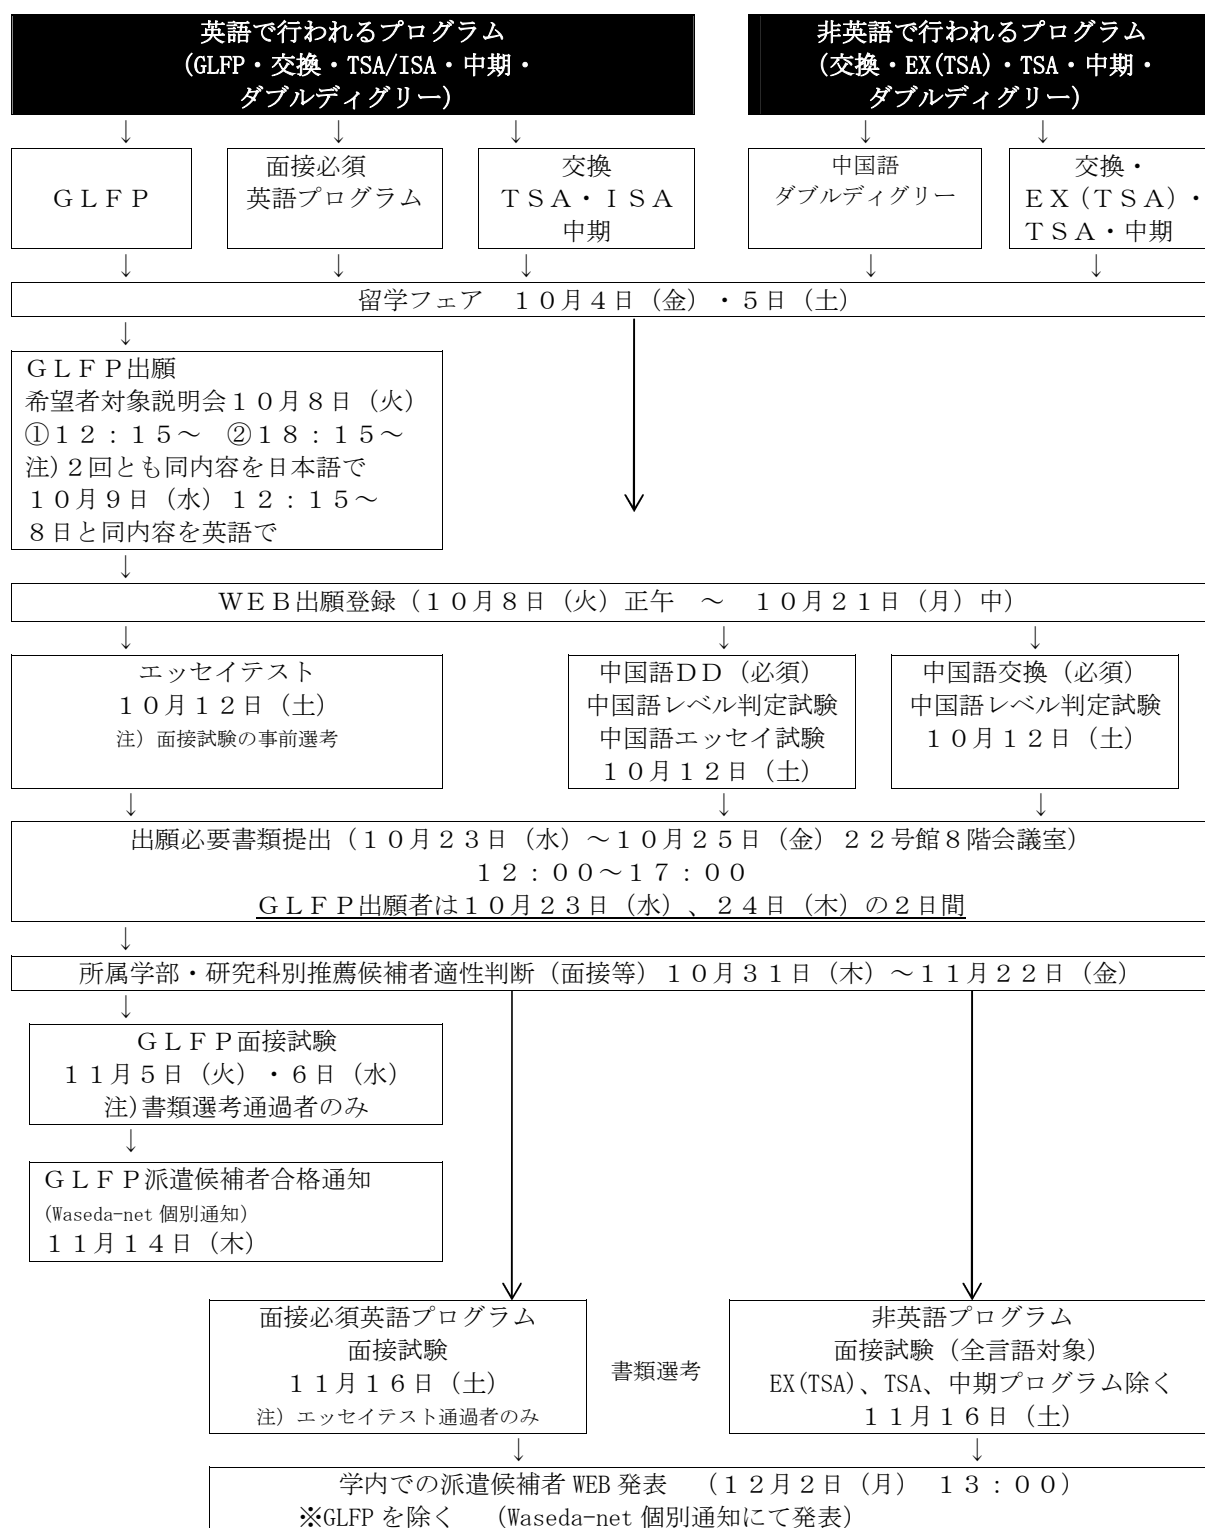 英語で行われるプログラム
(GLFP・交換・TSA/ISA・中期・
ダブルディグリー)
非英語で行われるプログラム
(交換・EX(TSA)・TSA・中期・
ダブルディグリー)
↓ ↓ ↓ ↓ ↓
ＧＬＦＰ
面接必須
英語プログラム
交換
ＴＳＡ・ＩＳＡ
中期
中国語
ダブルディグリー
交換・
ＥＸ（ＴＳＡ）・
ＴＳＡ・中期
↓ ↓ ↓ ↓ ↓
留学フェア　１０月４日（金）・５日（土）
↓
ＧＬＦＰ出願
希望者対象説明会１０月８日（火）
①１２：１５～　②１８：１５～
注)２回とも同内容を日本語で
１０月９日（水）１２：１５～
８日と同内容を英語で
↓
ＷＥＢ出願登録（１０月８日（火）正午　～　１０月２１日（月）中）
↓ ↓ ↓
エッセイテスト
１０月１２日（土）
注）面接試験の事前選考
中国語ＤＤ（必須）
中国語レベル判定試験
中国語エッセイ試験
１０月１２日（土）
中国語交換（必須）
中国語レベル判定試験
１０月１２日（土）
↓ ↓ ↓
出願必要書類提出（１０月２３日（水）～１０月２５日（金）２２号館８階会議室）
１２：００～１７：００
ＧＬＦＰ出願者は１０月２３日（水）、２４日（木）の２日間
↓
所属学部・研究科別推薦候補者適性判断（面接等）１０月３１日（木）～１１月２２日（金）
↓
ＧＬＦＰ面接試験
１１月５日（火）・６日（水）
注)書類選考通過者のみ
↓
ＧＬＦＰ派遣候補者合格通知
(Waseda-net 個別通知)
１１月１４日（木）
面接必須英語プログラム
面接試験
１１月１６日（土）
注）エッセイテスト通過者のみ
書類選考
非英語プログラム
面接試験（全言語対象）
EX(TSA)、TSA、中期プログラム除く
１１月１６日（土）
↓ ↓
学内での派遣候補者 WEB 発表　（１２月２日（月）　１３：００）
※GLFP を除く　（Waseda-net 個別通知にて発表）